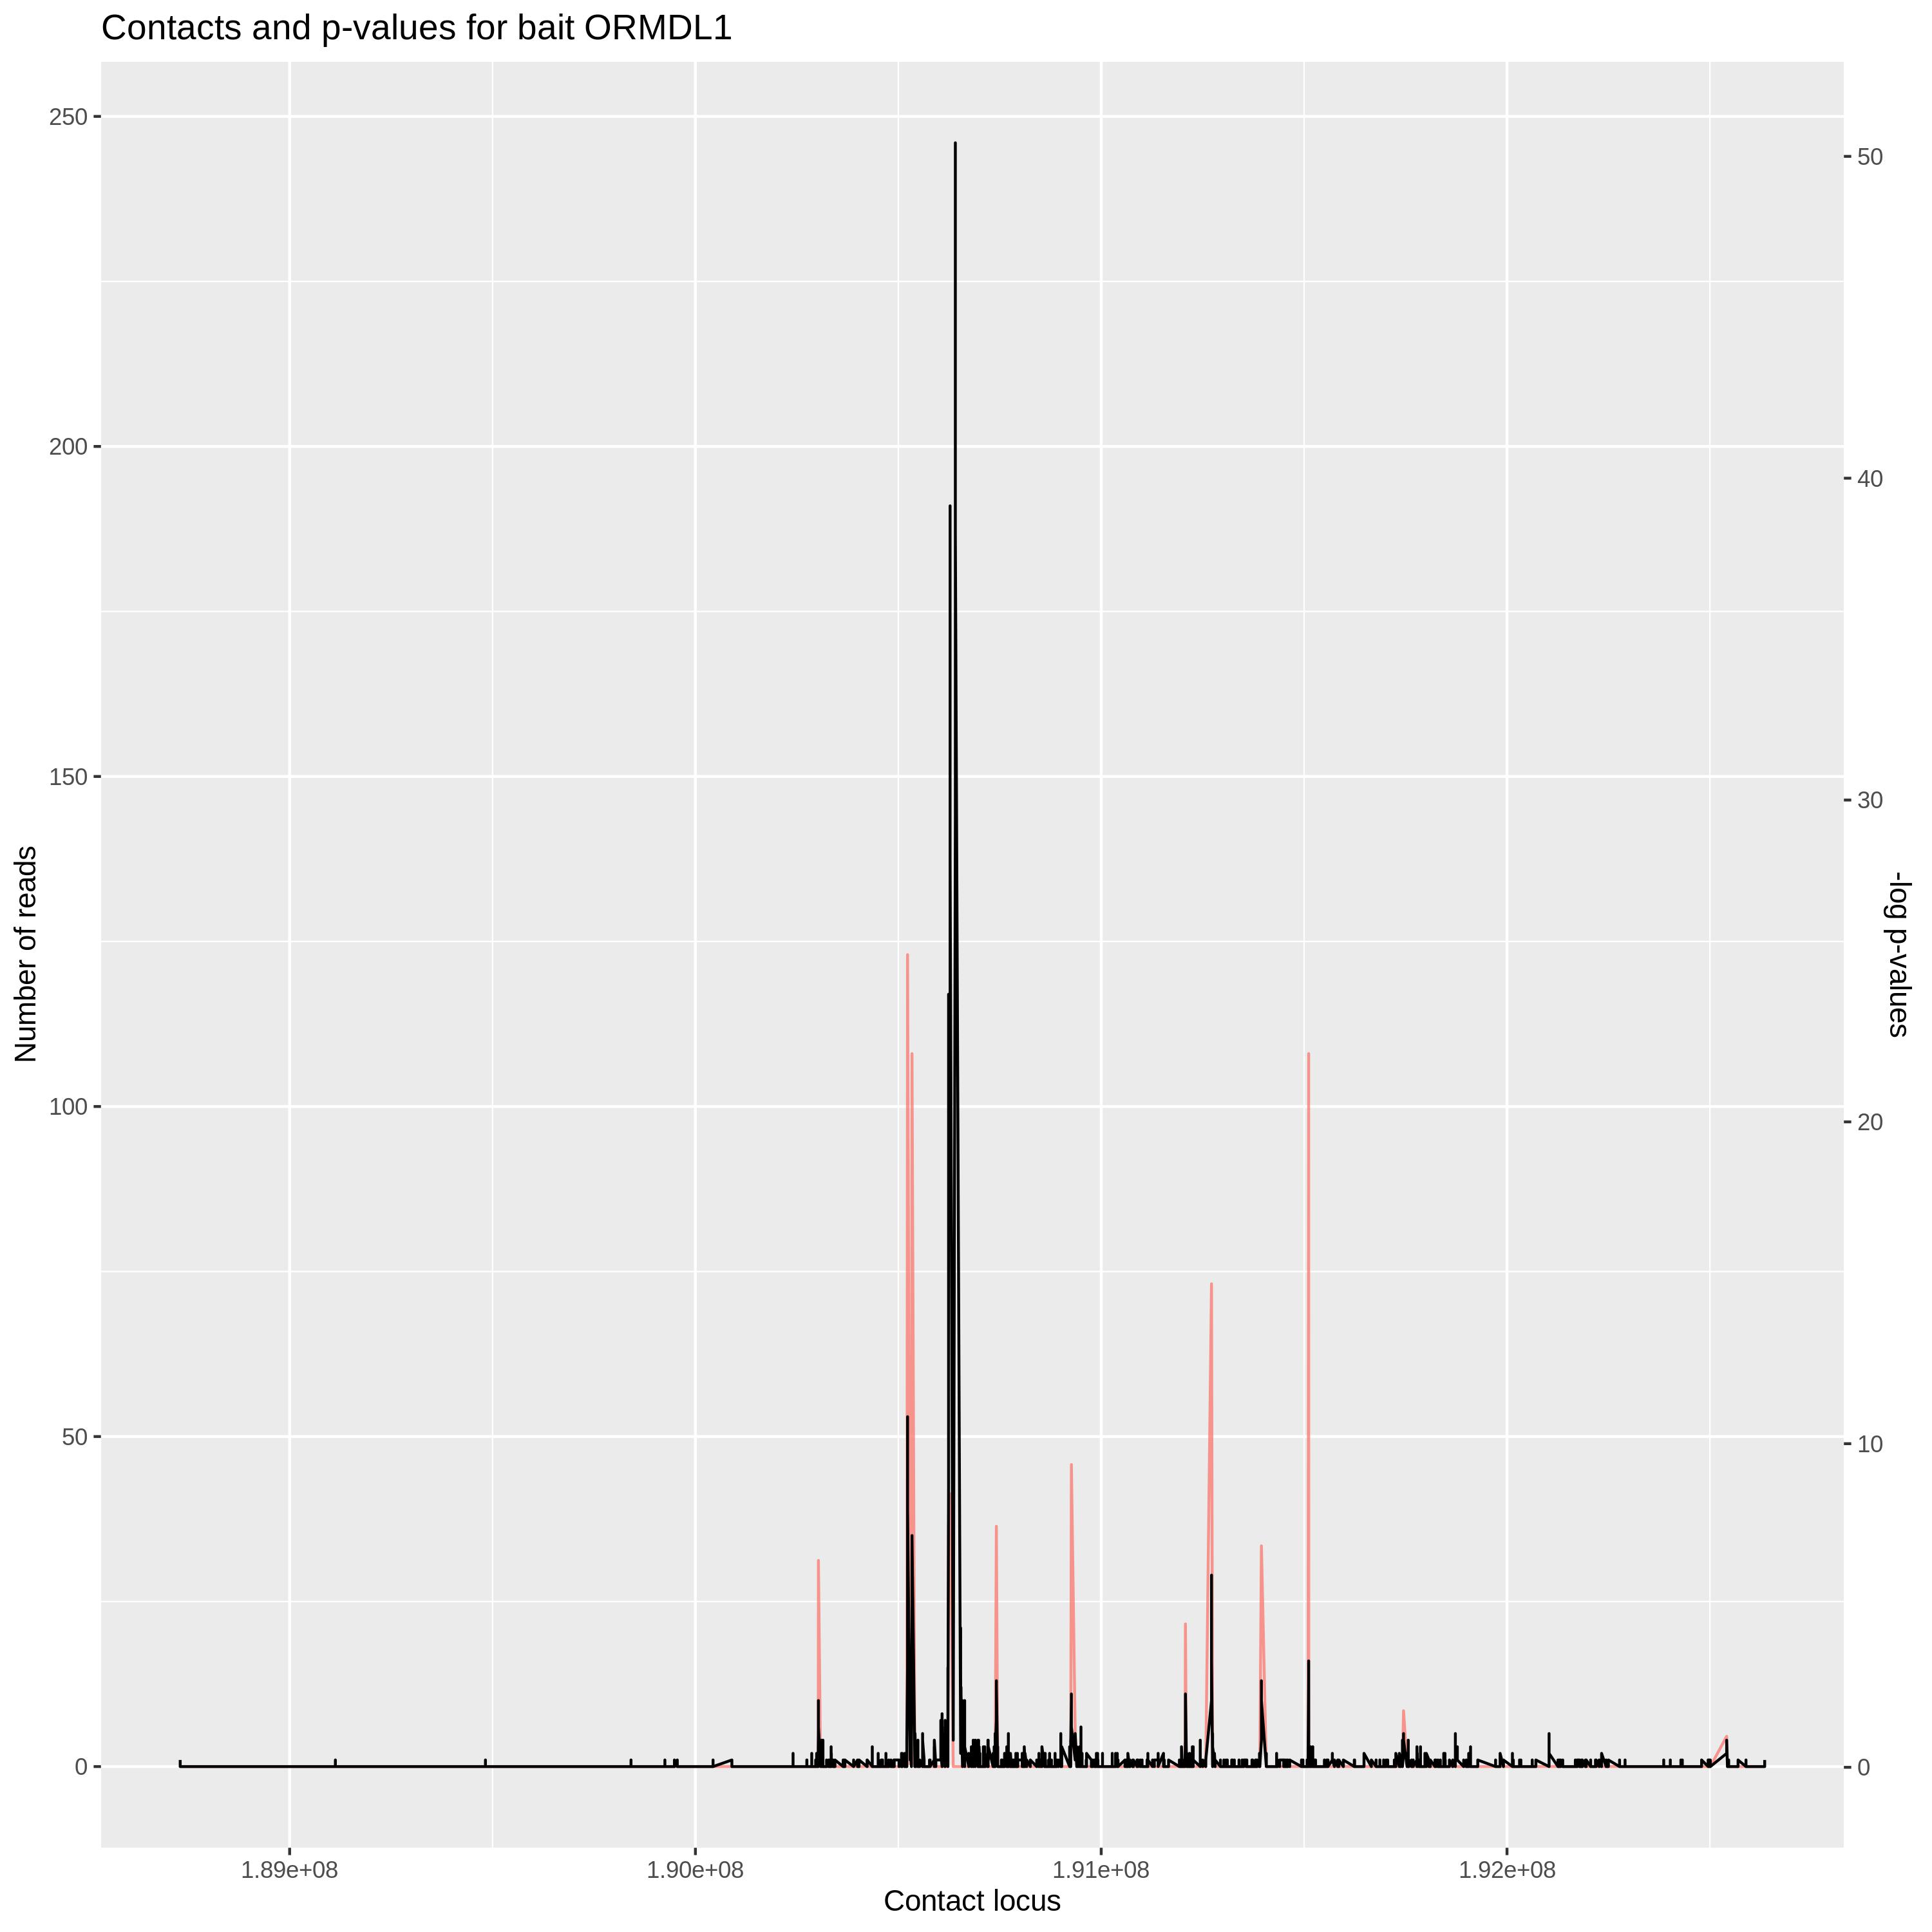 Contacts and p-values for bait ORMDL1
250
200
150
100
50
0
Number of reads
50
40
30
20
10
0
-log p-values
1.89e+08
1.90e+08
1.91e+08
1.92e+08
Contact locus